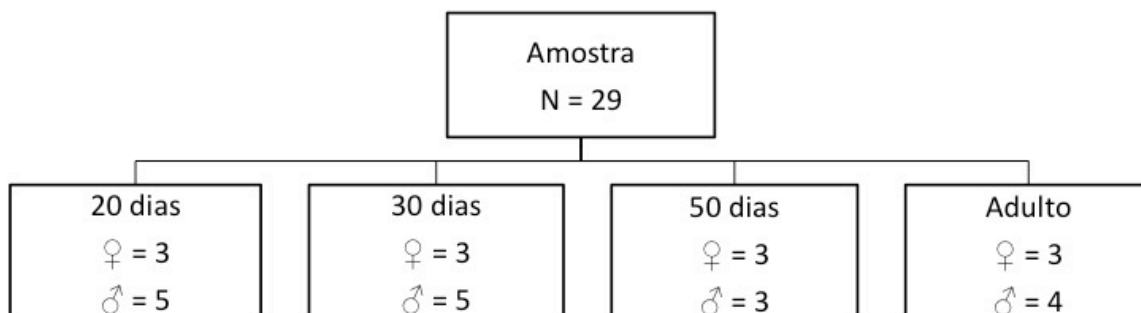 Amostra
N = 29
20 dias
♀ = 3
♂ = 5
30 dias
♀ = 3
♂ = 5
50 dias
♀ = 3
♂ = 3
Adulto
♀ = 3
♂ = 4